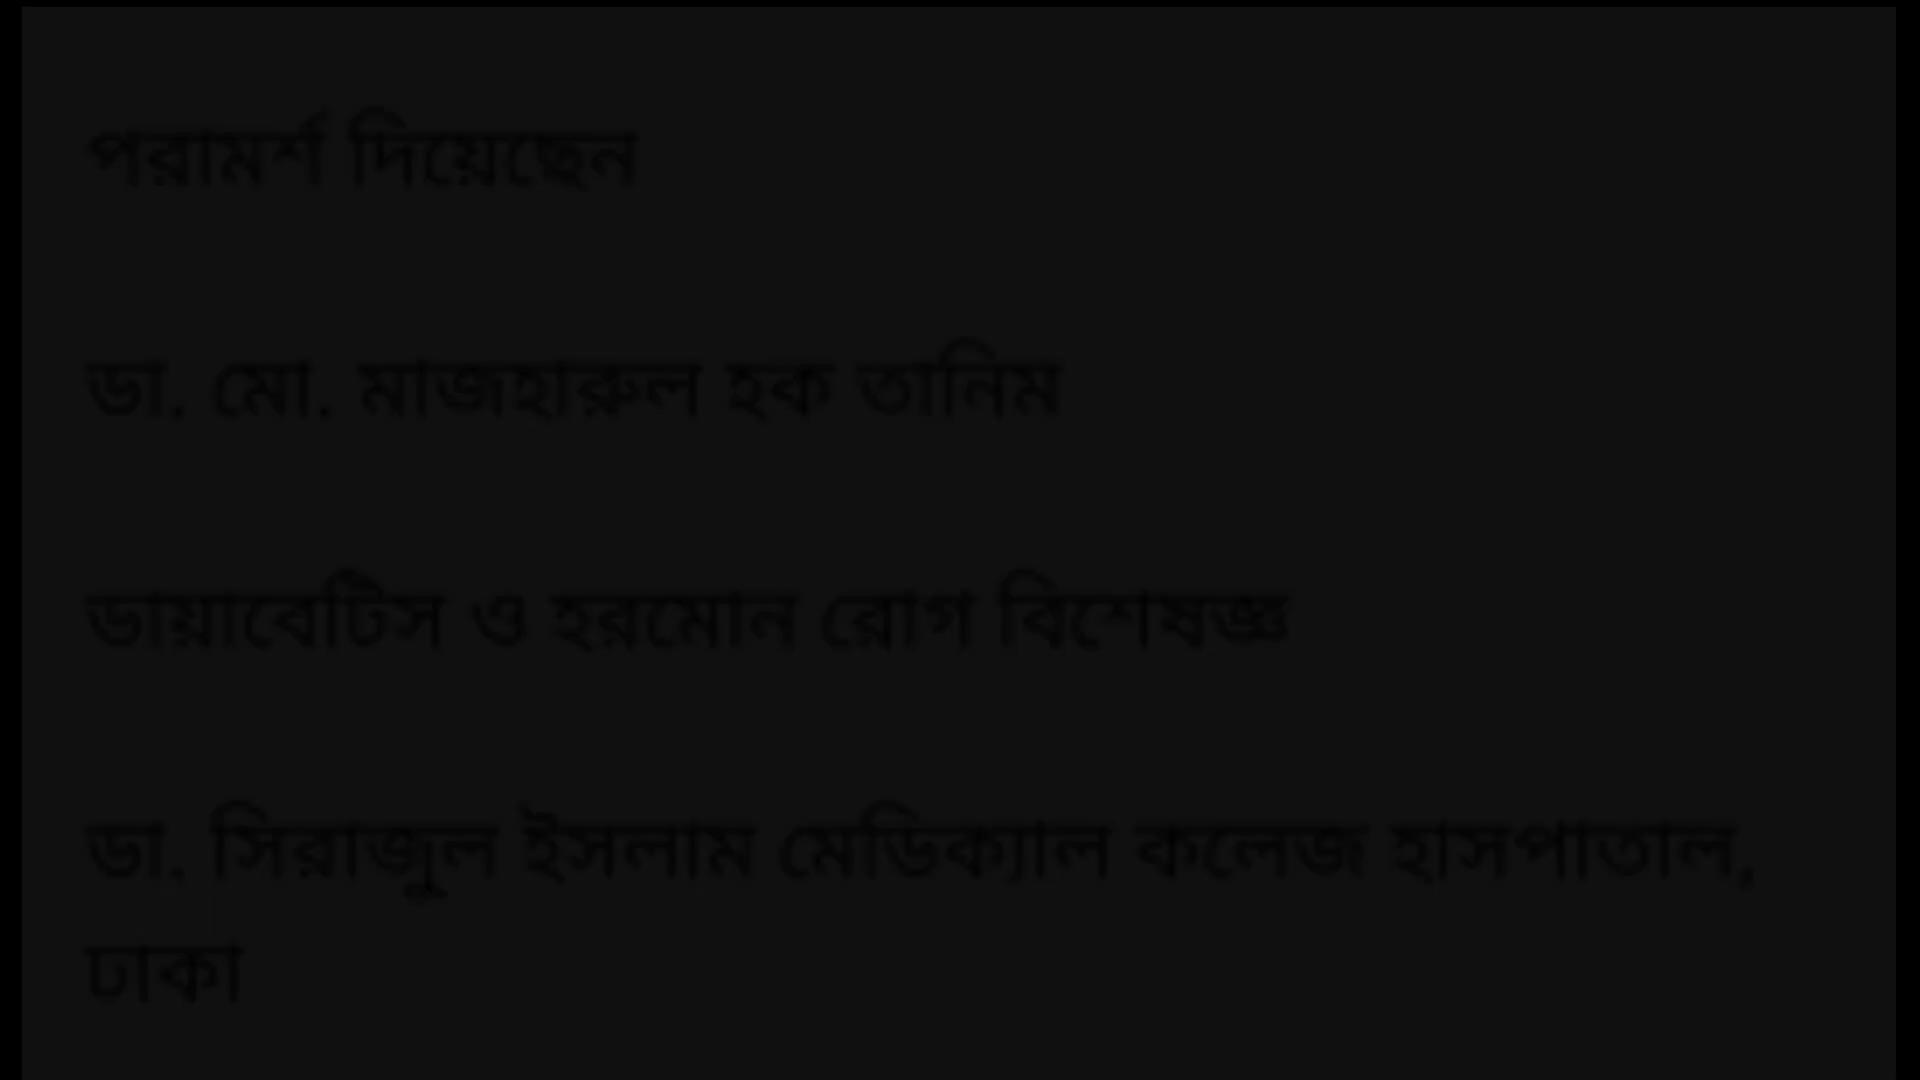 পরামর্শ দিয়েছেন
ডা. মো. মাজহারুল হক তানিম
ডায়াবেটিস ও হরমোন রোগ বিশেষজ্ঞ
ডা. সিরাজুল ইসলাম মেডিক্যাল কলেজ হাসপাতাল,
ঢাকা